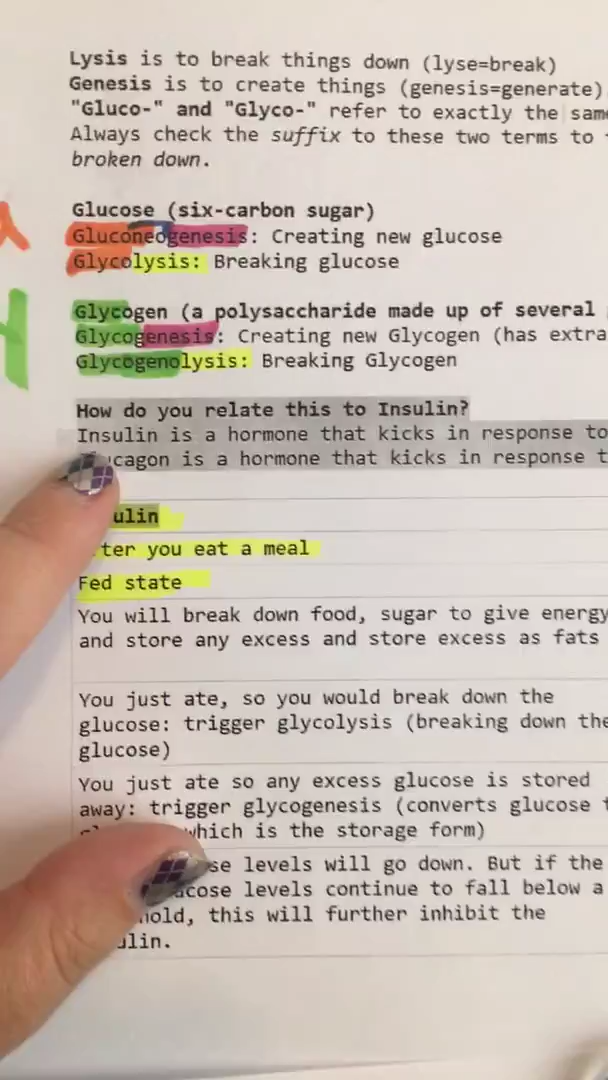 Lysis is to break things down (lyse=break)
Genesis is to create things (genesis=generate)
"Gluco-" and "Glyco-" refer to exactly the same
Always check the suffix to these two terms to
broken down.
Glucose (six-carbon sugar)
Gluconeogenesis: Creating new glucose
Glycolysis: Breaking glucose
Glycogen (a polysaccharide made up of several
Glycogenesis: Creating new Glycogen (has extra
Glycogenolysis: Breaking Glycogen
How do you relate this to Insulin?
Insulin is a hormone that kicks in response to
ucagon is a hormone that kicks in response t
ulin
ter you eat a meal
Fed state
You will break down food, sugar to give energy
and store any excess and store excess as fats
You just ate, so you would break down the
glucose: trigger glycolysis (breaking down the
glucose)
You just ate so any excess glucose is stored
away: trigger glycogenesis (converts glucose t
which is the storage form)
se levels will go down. But if the
ucose levels continue to fall below a
hold, this will further inhibit the
ulin.